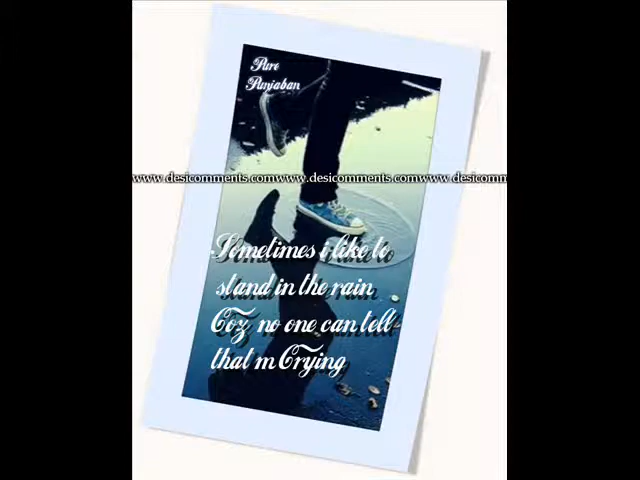 Pure
Punjaban
www.desicomments.comwww.desicomments.comwww.desicomm
Sometimes i like to
stand in the rain
Coz no one can tell
that m Crying